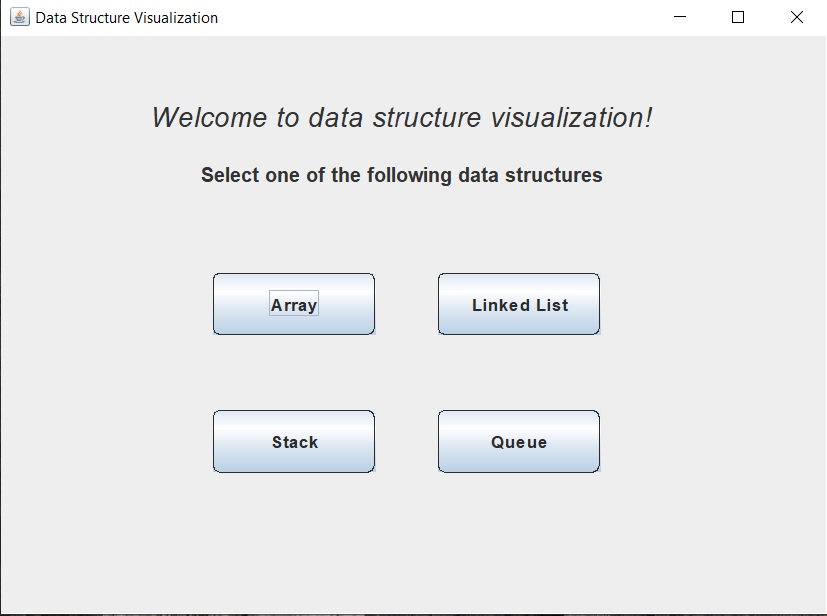 Data Structure Visualization
Welcome to data structure visualization!
Select one of the following data structures
Array
Linked List
Stack
Queue